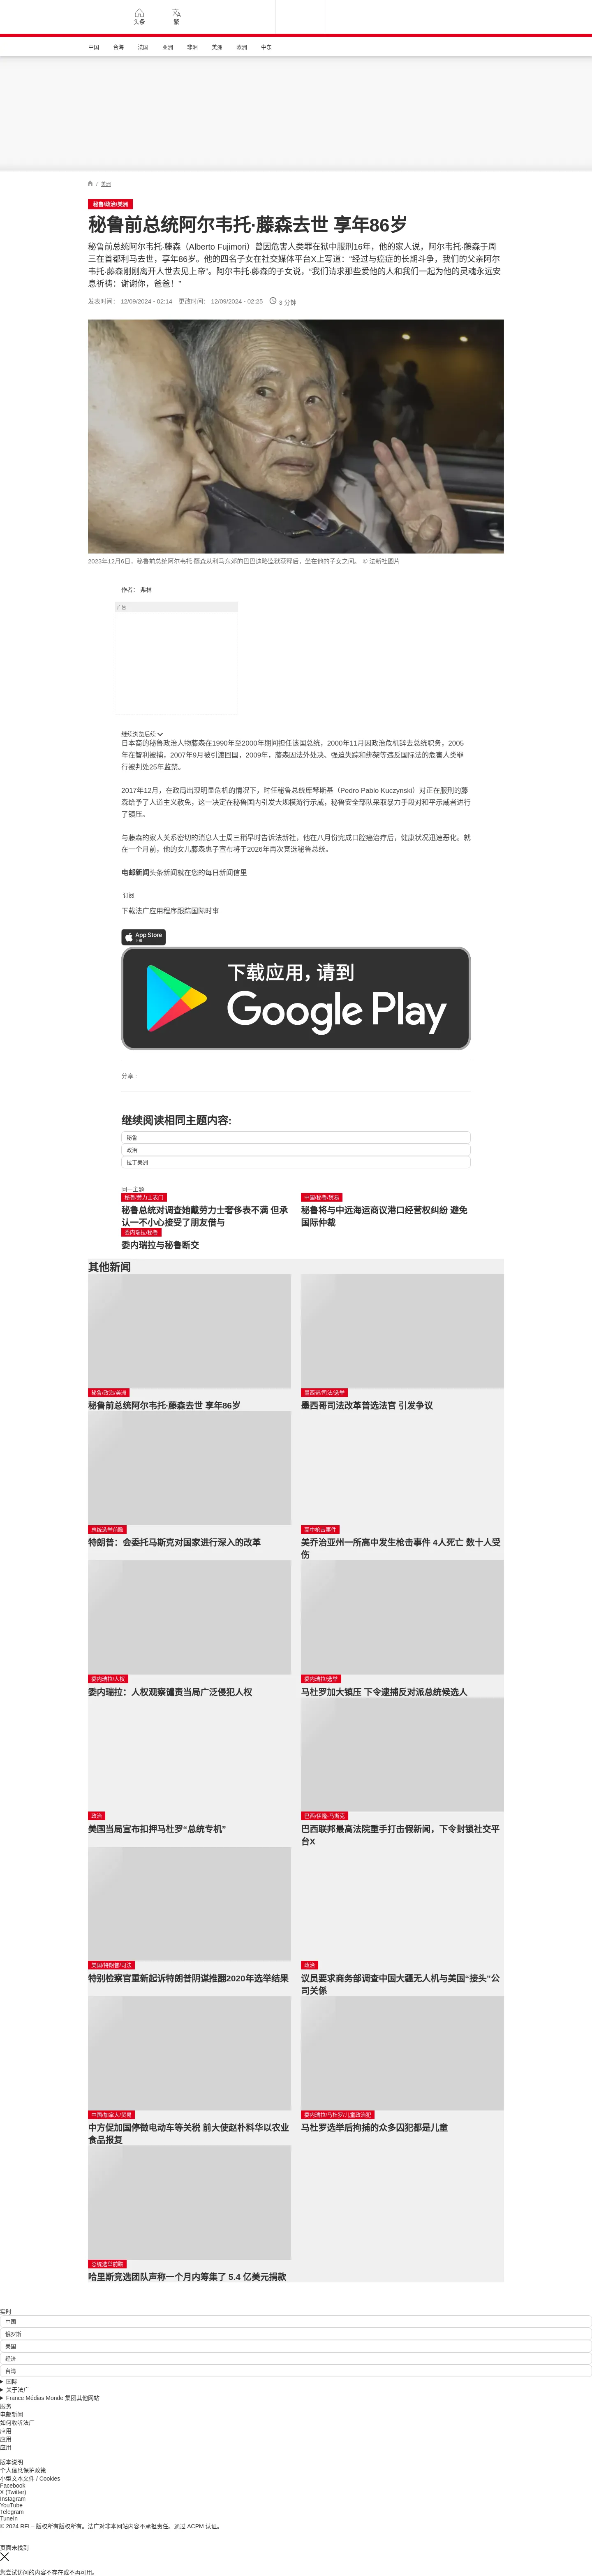 头条
繁
中国
台海
法国
亚洲
非洲
美洲
欧洲
中东
/ 美洲
秘鲁/政治/美洲
秘鲁前总统阿尔韦托·藤森去世 享年86岁
秘鲁前总统阿尔韦托·藤森（Alberto Fujimori）曾因危害人类罪在狱中服刑16年，他的家人说，阿尔韦托·藤森于周
三在首都利马去世，享年86岁。他的四名子女在社交媒体平台X上写道：“经过与癌症的长期斗争，我们的父亲阿尔
韦托·藤森刚刚离开人世去见上帝”。阿尔韦托·藤森的子女说，“我们请求那些爱他的人和我们一起为他的灵魂永远安
息祈祷：谢谢你，爸爸！”
发表时间： 12/09/2024 - 02:14 更改时间： 12/09/2024 - 02:25 3 分钟
2023年12月6日，秘鲁前总统阿尔韦托·藤森从利马东郊的巴巴迪略监狱获释后，坐在他的子女之间。 © 法新社图片
作者： 弗林
广告
继续浏览后续
日本裔的秘鲁政治人物藤森在1990年至2000年期间担任该国总统，2000年11月因政治危机辞去总统职务，2005
年在智利被捕，2007年9月被引渡回国，2009年，藤森因法外处决、强迫失踪和绑架等违反国际法的危害人类罪
行被判处25年监禁。
2017年12月，在政局出现明显危机的情况下，时任秘鲁总统库琴斯基（Pedro Pablo Kuczynski）对正在服刑的藤
森给予了人道主义赦免，这一决定在秘鲁国内引发大规模游行示威，秘鲁安全部队采取暴力手段对和平示威者进行
了镇压。
与藤森的家人关系密切的消息人士周三稍早时告诉法新社，他在八月份完成口腔癌治疗后，健康状况迅速恶化。就
在一个月前，他的女儿藤森惠子宣布将于2026年再次竞选秘鲁总统。
电邮新闻头条新闻就在您的每日新闻信里
订阅
下载法广应用程序跟踪国际时事
App Store
下载
下载应用，请到
Google Play
分享 :
继续阅读相同主题内容:
秘鲁
政治
拉丁美洲
同一主题
秘鲁/劳力士表门
秘鲁总统对调查她戴劳力士奢侈表不满 但承
认一不小心接受了朋友借与
中国/秘鲁/贸易
秘鲁将与中远海运商议港口经营权纠纷 避免
国际仲裁
委内瑞拉/秘鲁
委内瑞拉与秘鲁断交
其他新闻
秘鲁/政治/美洲
秘鲁前总统阿尔韦托·藤森去世 享年86岁
墨西哥/司法/选举
墨西哥司法改革普选法官 引发争议
总统选举前瞻
特朗普：会委托马斯克对国家进行深入的改革
高中枪击事件
美乔治亚州一所高中发生枪击事件 4人死亡 数十人受
伤
委内瑞拉/人权
委内瑞拉：人权观察谴责当局广泛侵犯人权
委内瑞拉/选举
马杜罗加大镇压 下令逮捕反对派总统候选人
政治
美国当局宣布扣押马杜罗“总统专机”
巴西/伊隆·马斯克
巴西联邦最高法院重手打击假新闻，下令封锁社交平
台X
美国/特朗普/司法
特别检察官重新起诉特朗普阴谋推翻2020年选举结果
政治
议员要求商务部调查中国大疆无人机与美国“接头”公
司关係
中国/加拿大/贸易
中方促加国停徵电动车等关税 前大使赵朴料华以农业
食品报复
委内瑞拉/马杜罗/儿童政治犯
马杜罗选举后拘捕的众多囚犯都是儿童
总统选举前瞻
哈里斯竞选团队声称一个月内筹集了 5.4 亿美元捐款
实时
中国
俄罗斯
美国
经济
台湾
国际
关于法广
France Médias Monde 集团其他网站
服务
电邮新闻
如何收听法广
应用
应用
应用
版本说明
个人信息保护政策
小型文本文件 / Cookies
Facebook
X (Twitter)
Instagram
YouTube
Telegram
TuneIn
© 2024 RFI – 版权所有版权所有。法广对非本网站内容不承担责任。通过 ACPM 认证。
页面未找到
您尝试访问的内容不存在或不再可用。